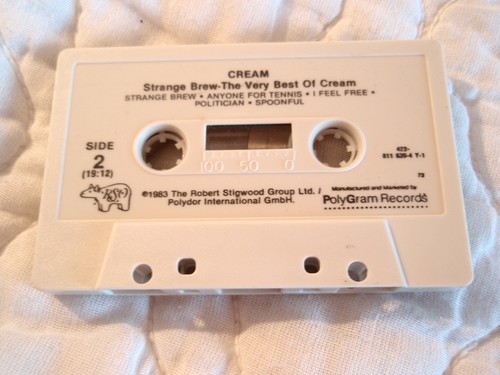 CREAM
Strange Brew-The Very Best Of Cream
STRANGE BREW • ANYONE FOR TENNIS • I FEEL FREE •
POLITICIAN • SPOONFUL
SIDE
2
(19:12)
100 50 0
422-
811 639-4 Y-1
72
RSO
©1983 The Robert Stigwood Group Ltd. /
Polydor International GmbH.
Manufactured and Marketed by
PolyGram Records